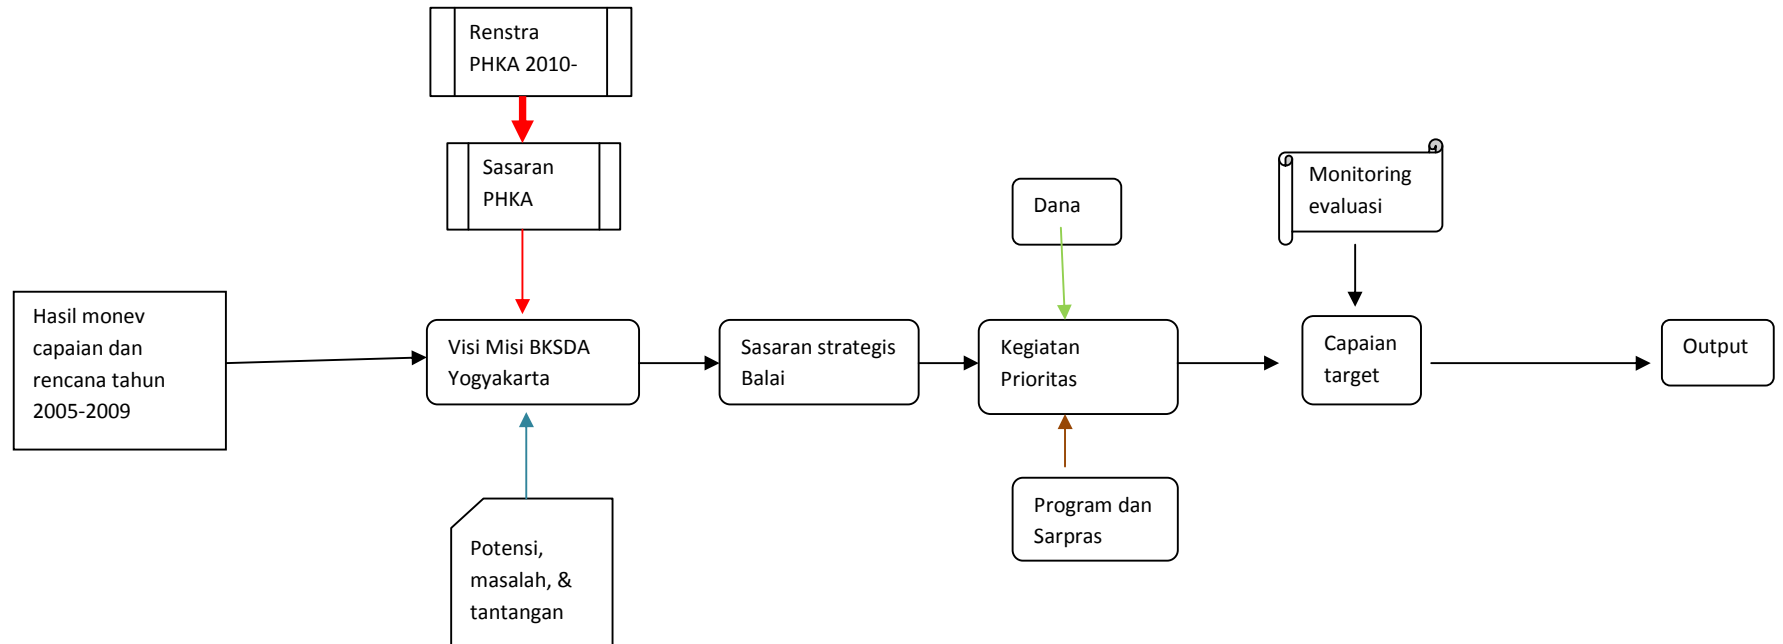 Renstra
PHKA 2010-
Sasaran
PHKA
Dana
Monitoring
evaluasi
Hasil monev
capaian dan
rencana tahun
2005-2009
Visi Misi BKSDA
Yogyakarta
Sasaran strategis
Balai
Kegiatan
Prioritas
Capaian
target
Output
Program dan
Sarpras
Potensi,
masalah, &
tantangan